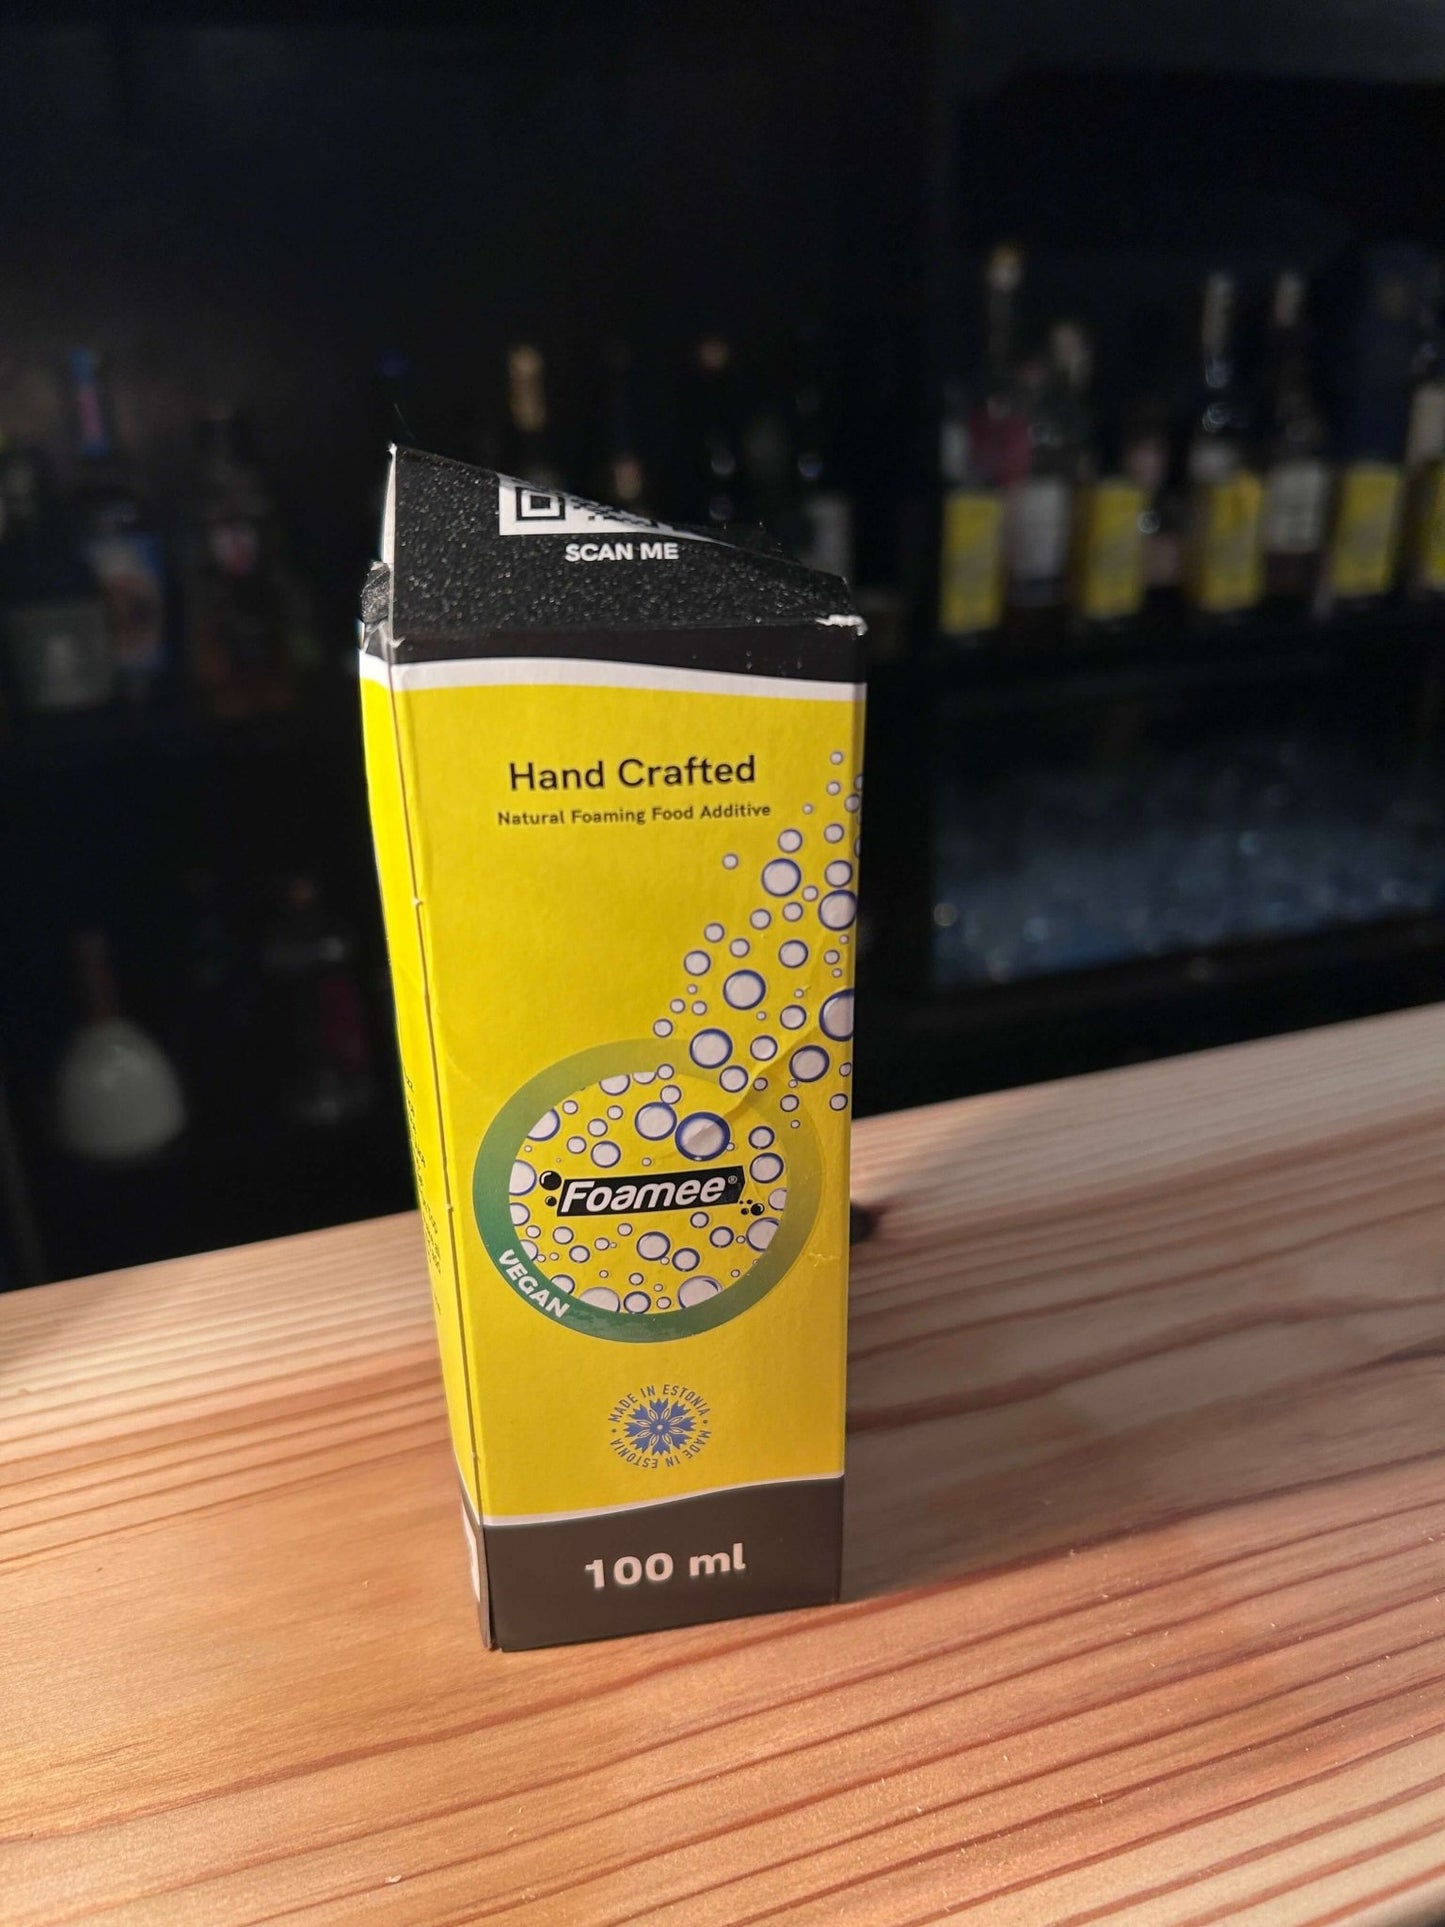 SCAN ME
Hand Crafted
Natural Foaming Food Additive
Foamee®
VEGAN
MADE IN ESTONIA • MADE IN ESTONIA •
100 ml